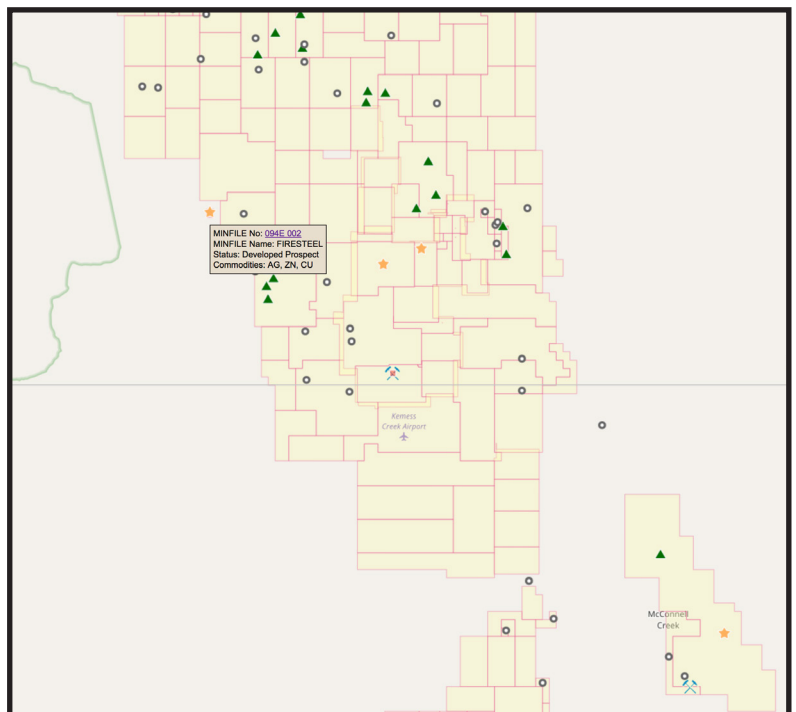 MINFILE No: 094E 002
MINFILE Name: FIRESTEEL
Status: Developed Prospect
Commodities: AG, ZN, CU
Kemess
Creek Airport
McConnell
Creek